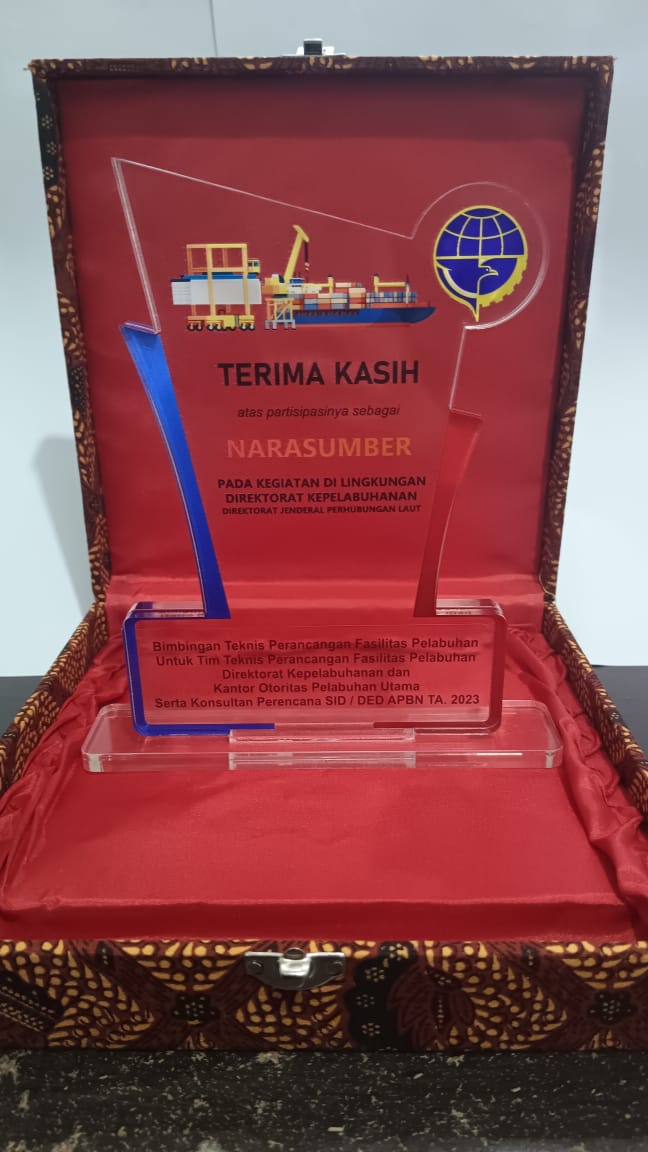 TERIMA KASIH
atas partisipasinya sebagai
NARASUMBER
PADA KEGIATAN DI LINGKUNGAN
DIREKTORAT KEPELABUHANAN
DIREKTORAT JENDERAL PERHUBUNGAN LAUT
Bimbingan Teknis Perancangan Fasilitas Pelabuhan
Untuk Tim Teknis Perancangan Fasilitas Pelabuhan
Direktorat Kepelabuhanan dan
Kantor Otoritas Pelabuhan Utama
Serta Konsultan Perencana SID / DED APBN TA. 2023